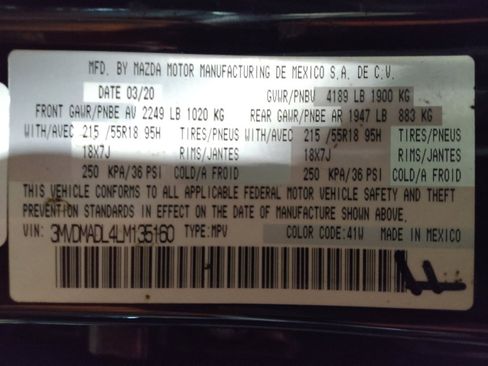 MFD. BY MAZDA MOTOR MANUFACTURING DE MEXICO S.A. DE C.V.
DATE 03/20 GVWR/PNBV 4189 LB 1900 KG
FRONT GAWR/PNBE AV 2249 LB 1020 KG REAR GAWR/PNBE AR 1947 LB 883 KG
WITH/AVEC 215 /55R18 95H TIRES/PNEUS WITH/AVEC 215 /55R18 95H TIRES/PNEUS
18X7J RIMS/JANTES 18X7J RIMS/JANTES
250 KPA/36 PSI COLD/A FROID 250 KPA/36 PSI COLD/A FROID
THIS VEHICLE CONFORMS TO ALL APPLICABLE FEDERAL MOTOR VEHICLE SAFETY AND THEFT
PREVENTION STANDARDS IN EFFECT ON THE DATE OF MANUFACTURE SHOWN ABOVE.
VIN: 3MVDMADL4LM135160 TYPE:MPV COLOR CODE:41W MADE IN MEXICO